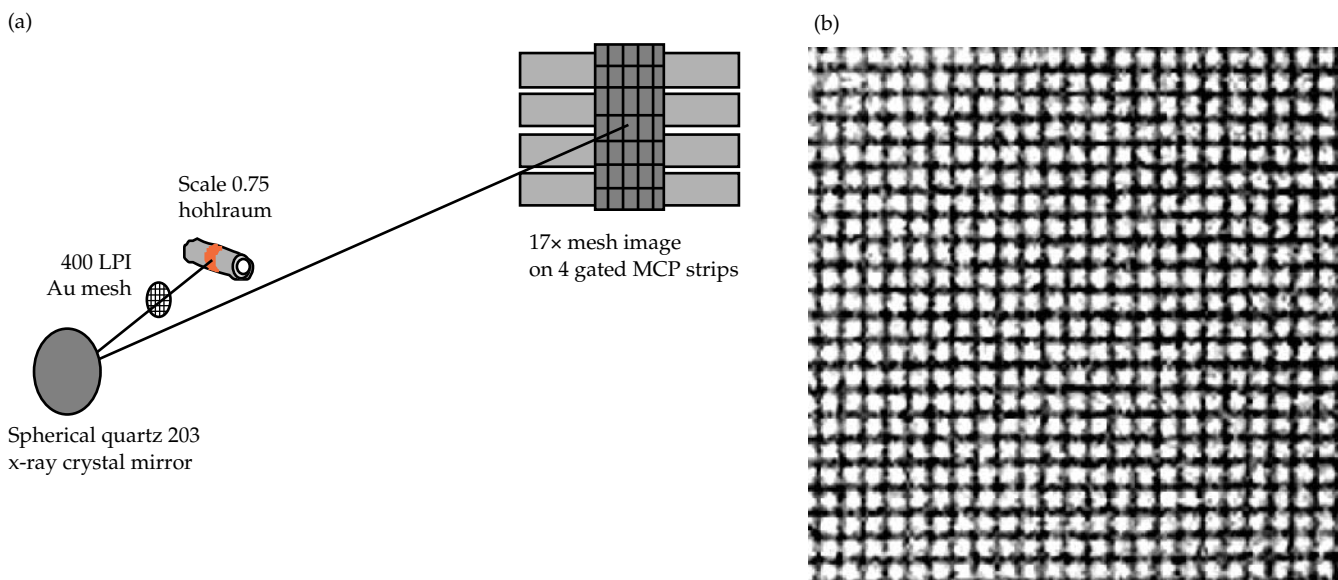 (a)
(b)
Scale 0.75
hohlraum
17× mesh image
on 4 gated MCP strips
400 LPI
Au mesh
Spherical quartz 203
x-ray crystal mirror